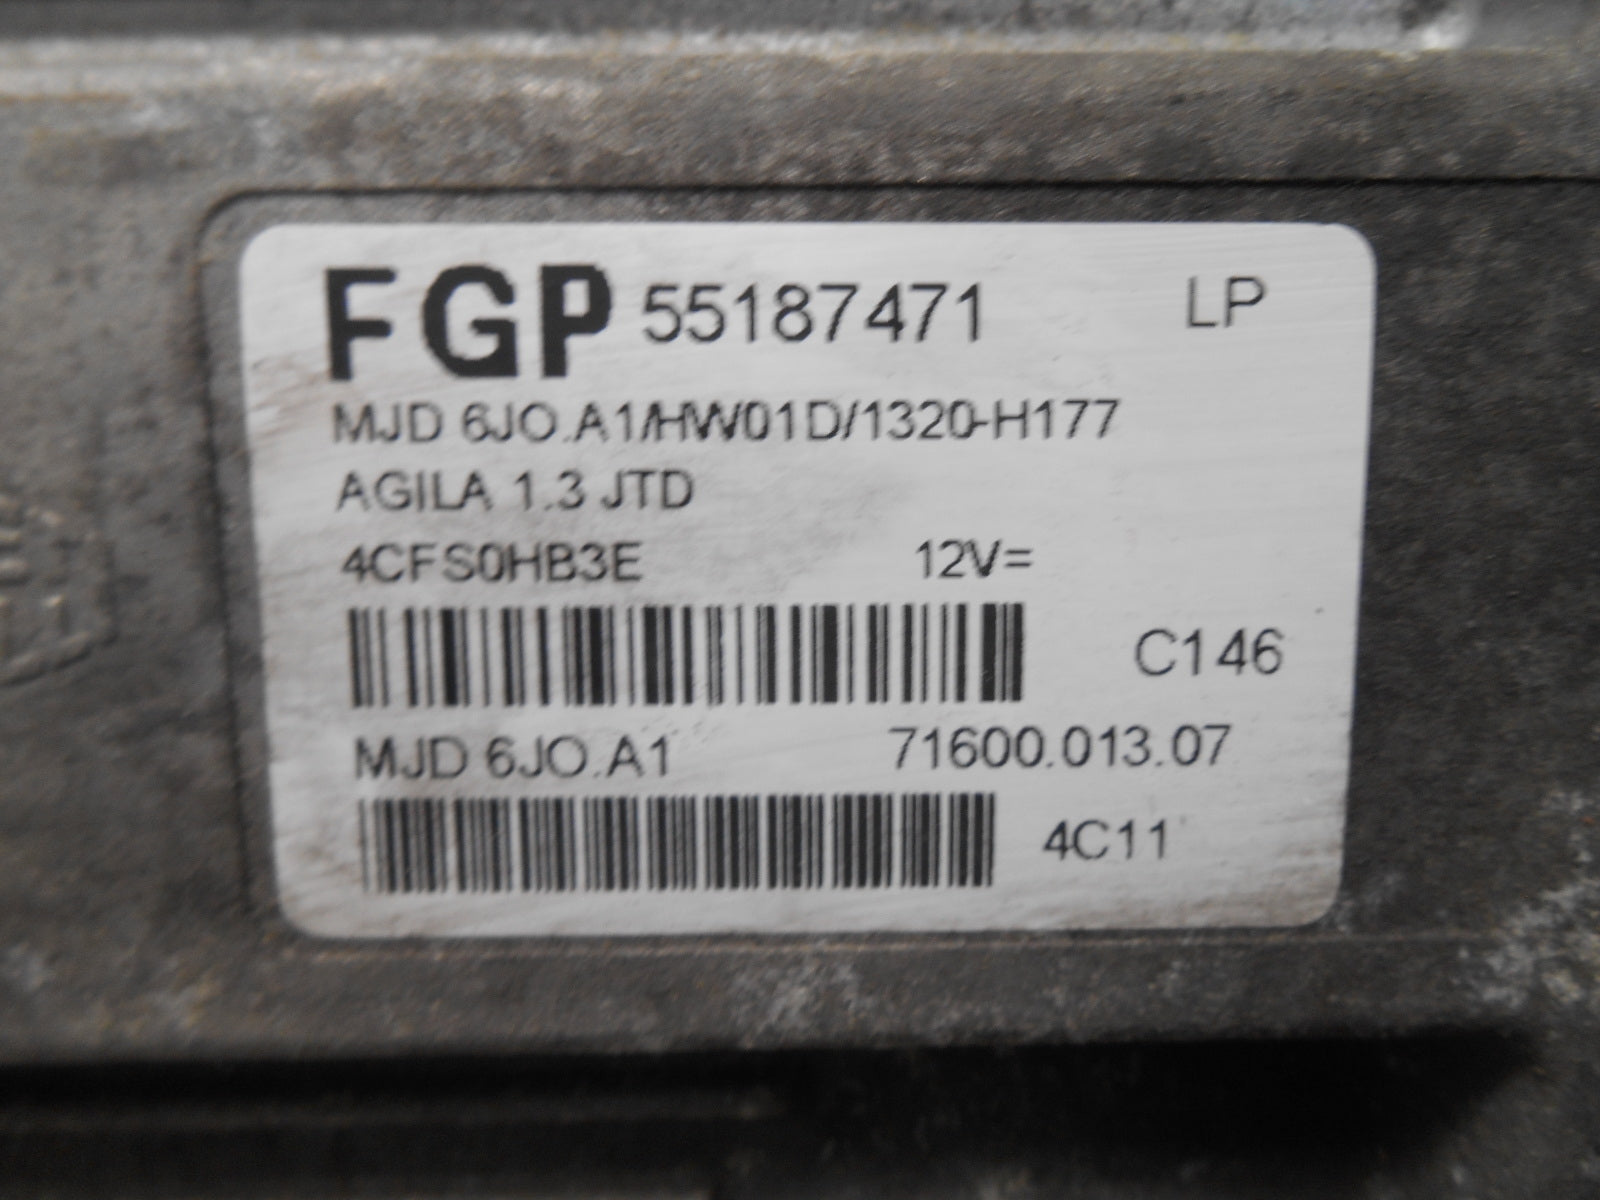 FGP 55187471 LP
MJD 6JO.A1/HW01D/1320-H177
AGILA 1.3 JTD
4CFS0HB3E 12V=
C146
MJD 6JO.A1 71600.013.07
4C11